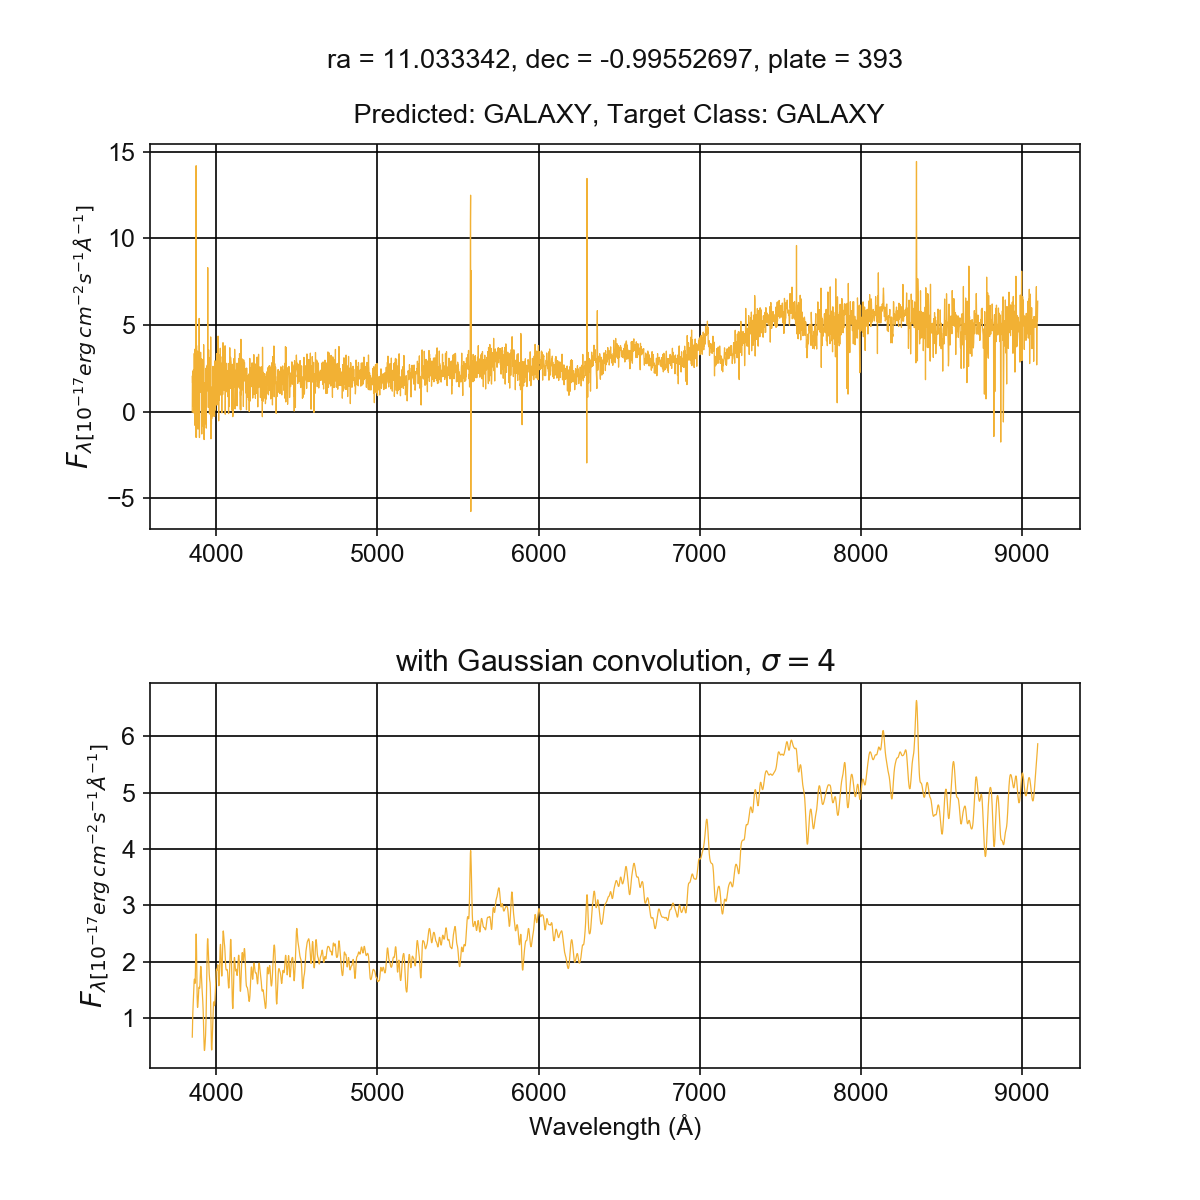 ra = 11.033342, dec = -0.99552697, plate = 393
Predicted: GALAXY, Target Class: GALAXY
15
10
5
0
−5
F_λ[10^−17 erg cm^−2 s^−1 Å^−1]
4000 5000 6000 7000 8000 9000
with Gaussian convolution, σ = 4
6
5
4
3
2
1
F_λ[10^−17 erg cm^−2 s^−1 Å^−1]
4000 5000 6000 7000 8000 9000
Wavelength (Å)